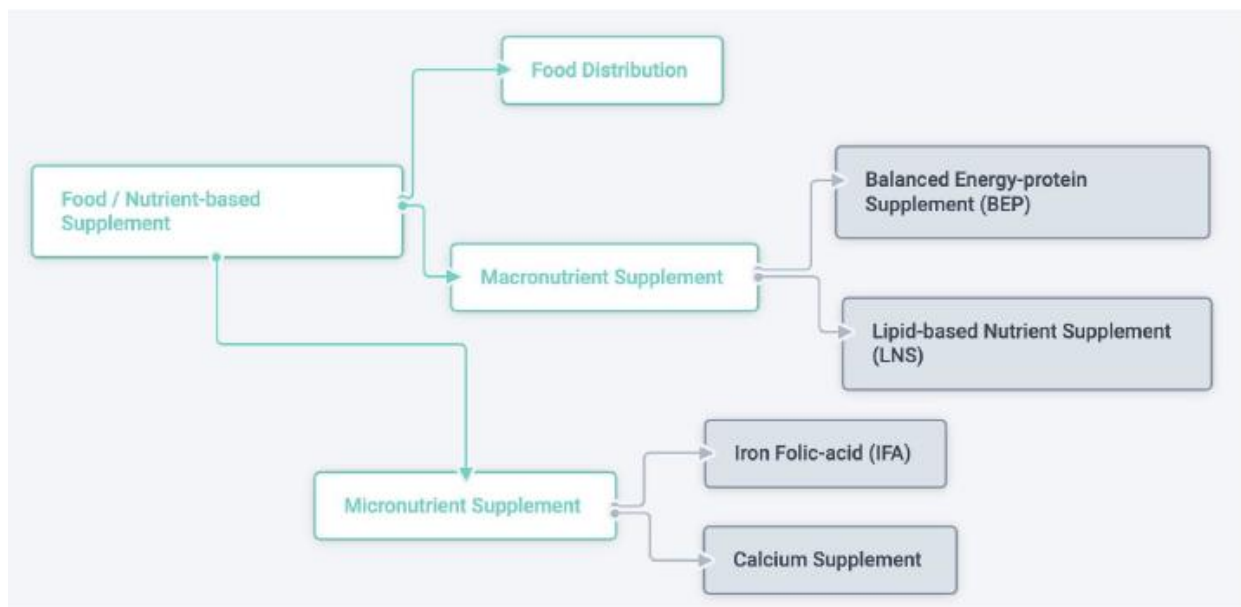 Food Distribution
Food / Nutrient-based
Supplement
Balanced Energy-protein
Supplement (BEP)
Macronutrient Supplement
Lipid-based Nutrient Supplement
(LNS)
Iron Folic-acid (IFA)
Micronutrient Supplement
Calcium Supplement